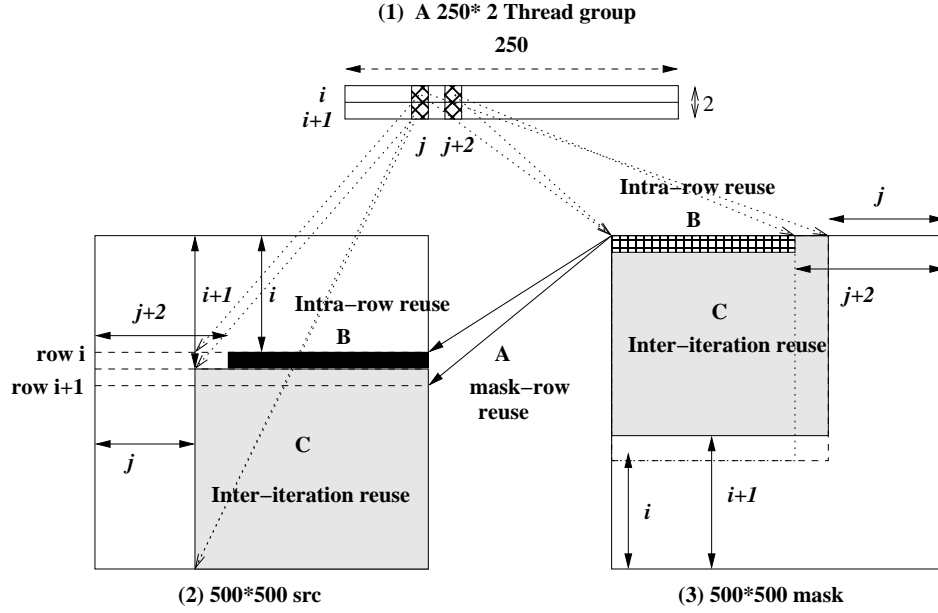 (1) A 250* 2 Thread group
250
i
i+1
2
j
j+2
Intra−row reuse
B
j
i+1
i
j+2
Intra−row reuse
B
j+2
row i
row i+1
A
mask−row
reuse
C
Inter−iteration reuse
j
C
Inter−iteration reuse
i
i+1
(2) 500*500 src
(3) 500*500 mask